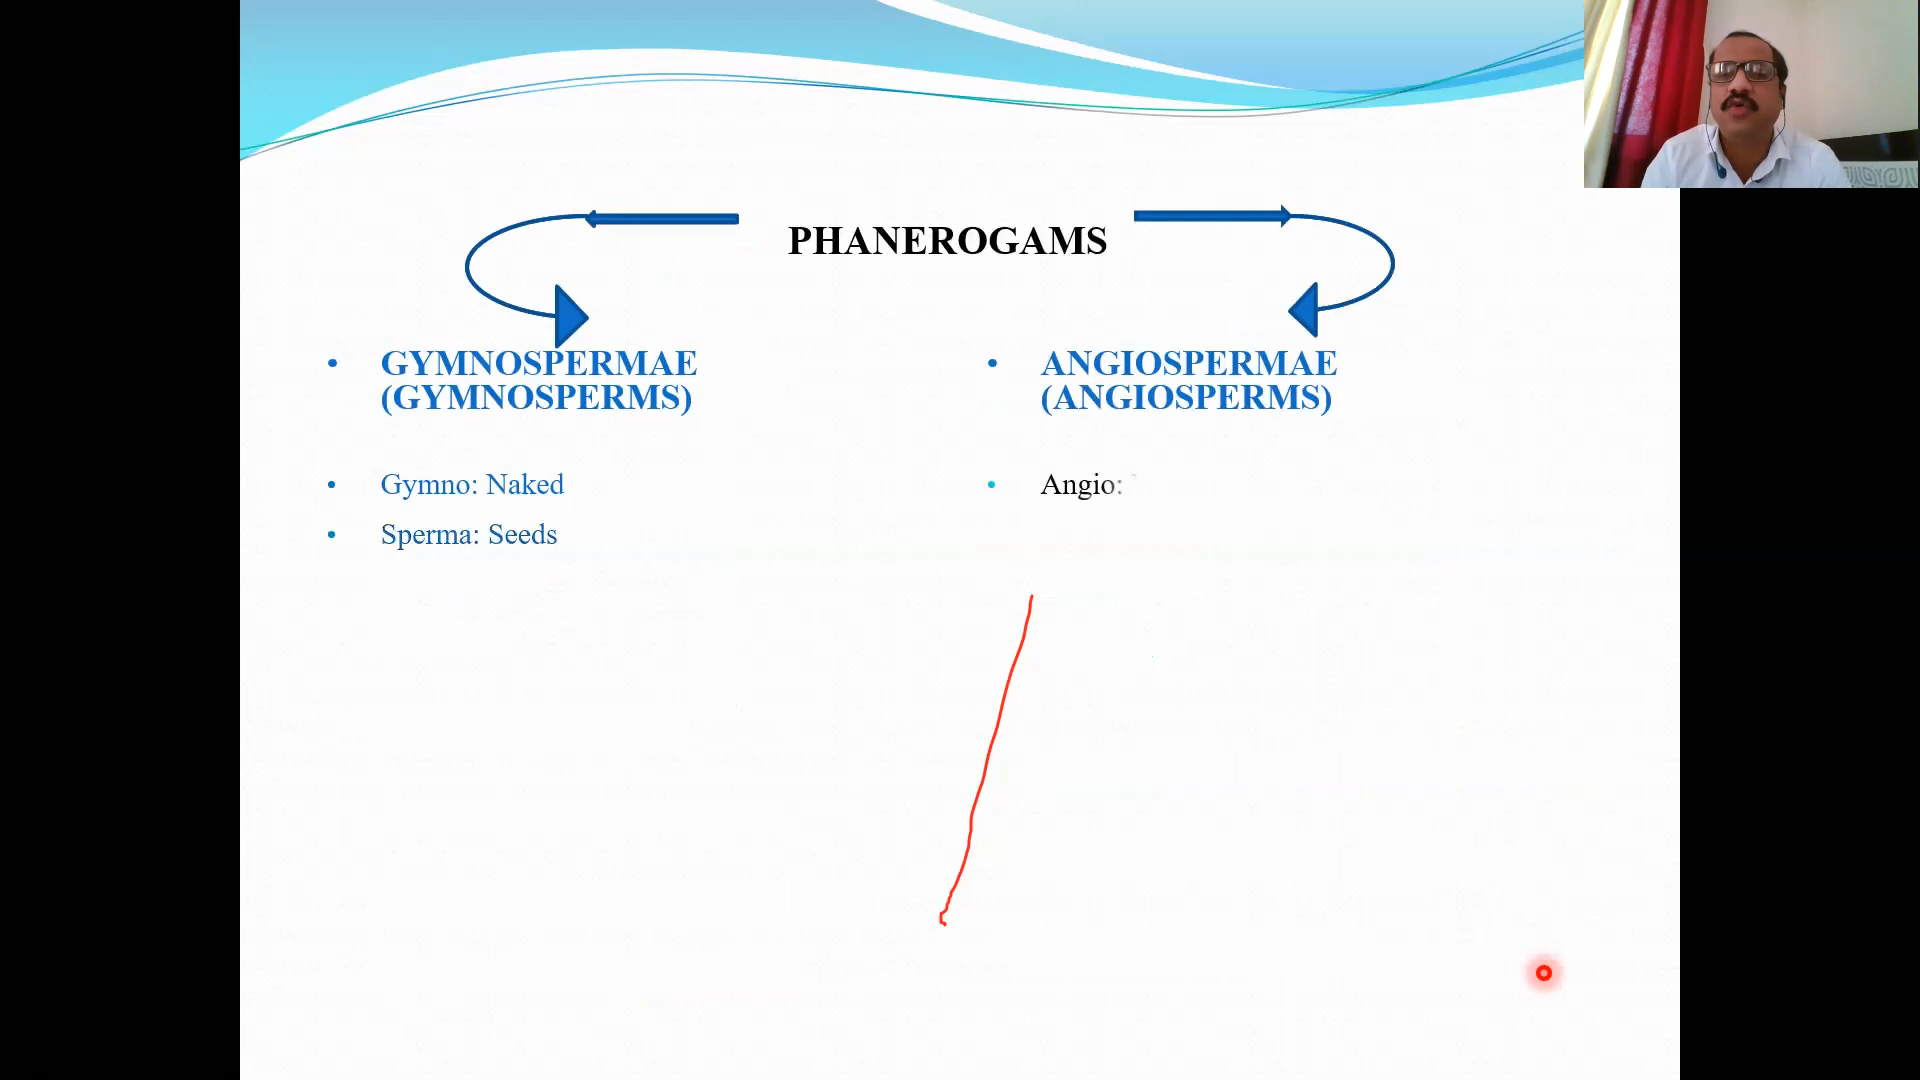 PHANEROGAMS
• GYMNOSPERMAE
(GYMNOSPERMS)
• Gymno: Naked
• Sperma: Seeds
• ANGIOSPERMAE
(ANGIOSPERMS)
• Angio: